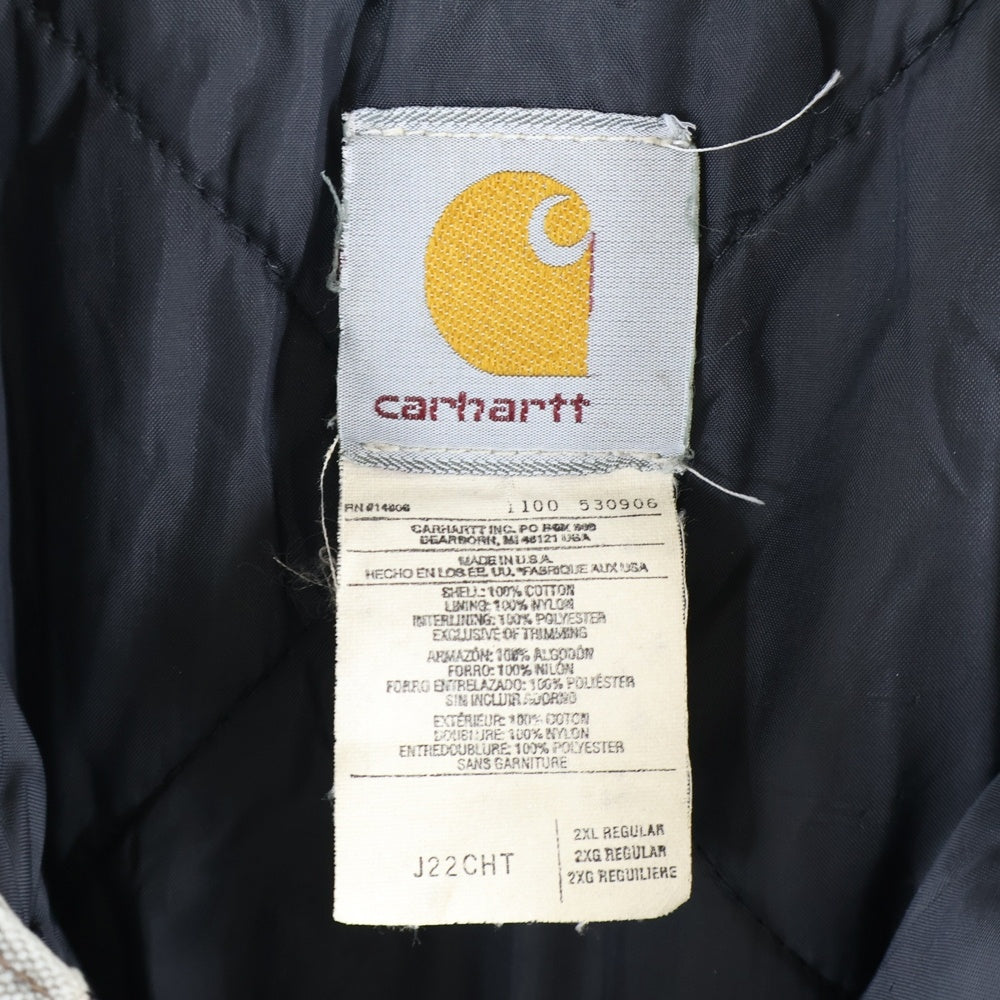 carhartt
RN #14806 1100 530906
CARHARTT INC. PO BOX 600
DEARBORN, MI 48121 USA
MADE IN U.S.A.
HECHO EN LOS EE. UU. *FABRIQUE AUX USA
SHELL: 100% COTTON
LINING: 100% NYLON
INTERLINING: 100% POLYESTER
EXCLUSIVE OF TRIMMING
ARMAZÓN: 100% ALGODÓN
FORRO: 100% NILÓN
FORRO ENTRELAZADO: 100% POLIÉSTER
SIN INCLUIR ADORNO
EXTÉRIEUR: 100% COTON
DOUBLURE: 100% NYLON
ENTREDOUBLURE: 100% POLYESTER
SANS GARNITURE
J22CHT
2XL REGULAR
2XG REGULAR
2XG REGULIERE